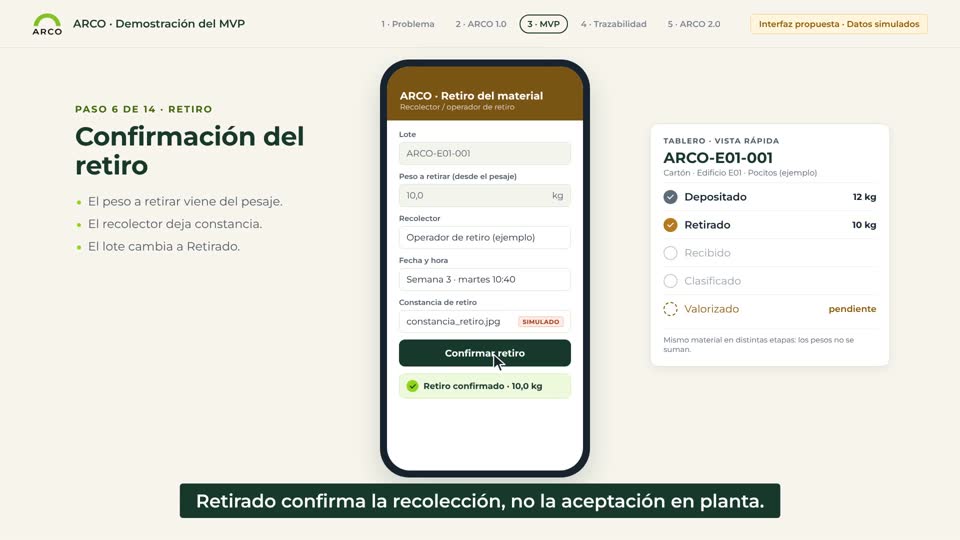 ARCO
ARCO · Demostración del MVP
1 · Problema
2 · ARCO 1.0
3 · MVP
4 · Trazabilidad
5 · ARCO 2.0
Interfaz propuesta · Datos simulados
PASO 6 DE 14 · RETIRO
Confirmación del
retiro
El peso a retirar viene del pesaje.
El recolector deja constancia.
El lote cambia a Retirado.
ARCO · Retiro del material
Recolector / operador de retiro
Lote
ARCO-E01-001
Peso a retirar (desde el pesaje)
10,0 kg
Recolector
Operador de retiro (ejemplo)
Fecha y hora
Semana 3 · martes 10:40
Constancia de retiro
constancia_retiro.jpg SIMULADO
Confirmar retiro
Retiro confirmado · 10,0 kg
TABLERO · VISTA RÁPIDA
ARCO-E01-001
Cartón · Edificio E01 · Pocitos (ejemplo)
Depositado 12 kg
Retirado 10 kg
Recibido
Clasificado
Valorizado pendiente
Mismo material en distintas etapas: los pesos no se
suman.
Retirado confirma la recolección, no la aceptación en planta.